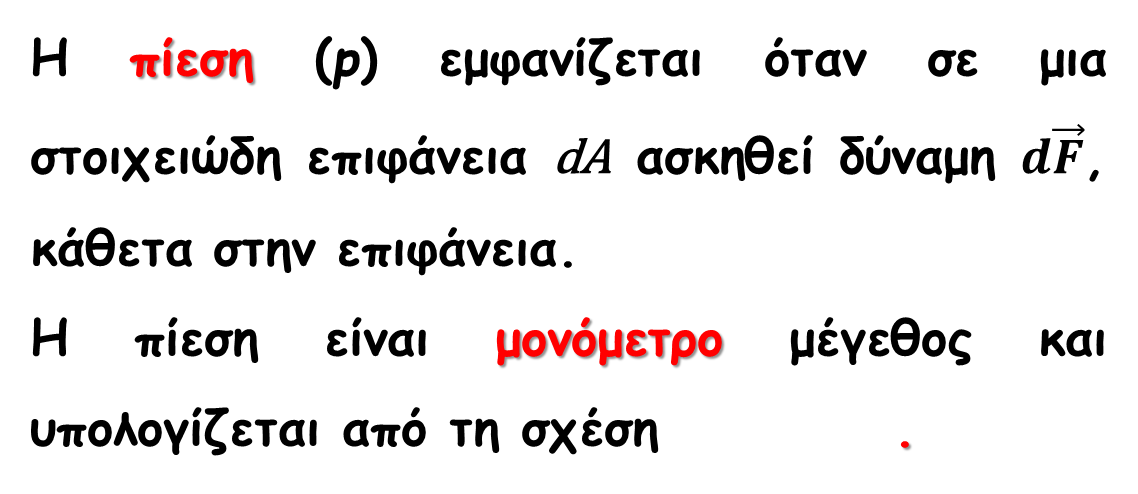 Η πίεση (p) εμφανίζεται όταν σε μια
στοιχειώδη επιφάνεια dA ασκηθεί δύναμη d\vec{F},
κάθετα στην επιφάνεια.
Η πίεση είναι μονόμετρο μέγεθος και
υπολογίζεται από τη σχέση .